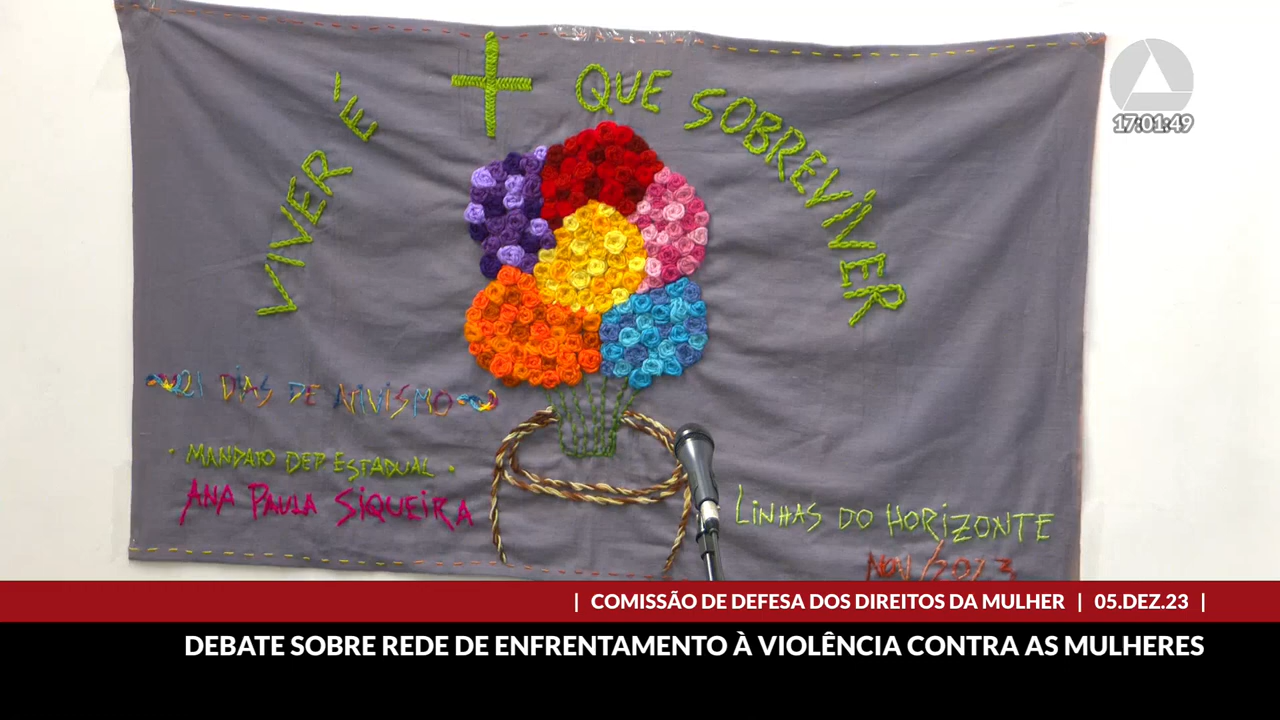 VIVER É + QUE SOBREVIVER
17:01:49
21 DIAS DE ATIVISMO
• MANDATO DEP ESTADUAL •
ANA PAULA SIQUEIRA
LINHAS DO HORIZONTE
NOV/2023
| COMISSÃO DE DEFESA DOS DIREITOS DA MULHER | 05.DEZ.23 |
DEBATE SOBRE REDE DE ENFRENTAMENTO À VIOLÊNCIA CONTRA AS MULHERES